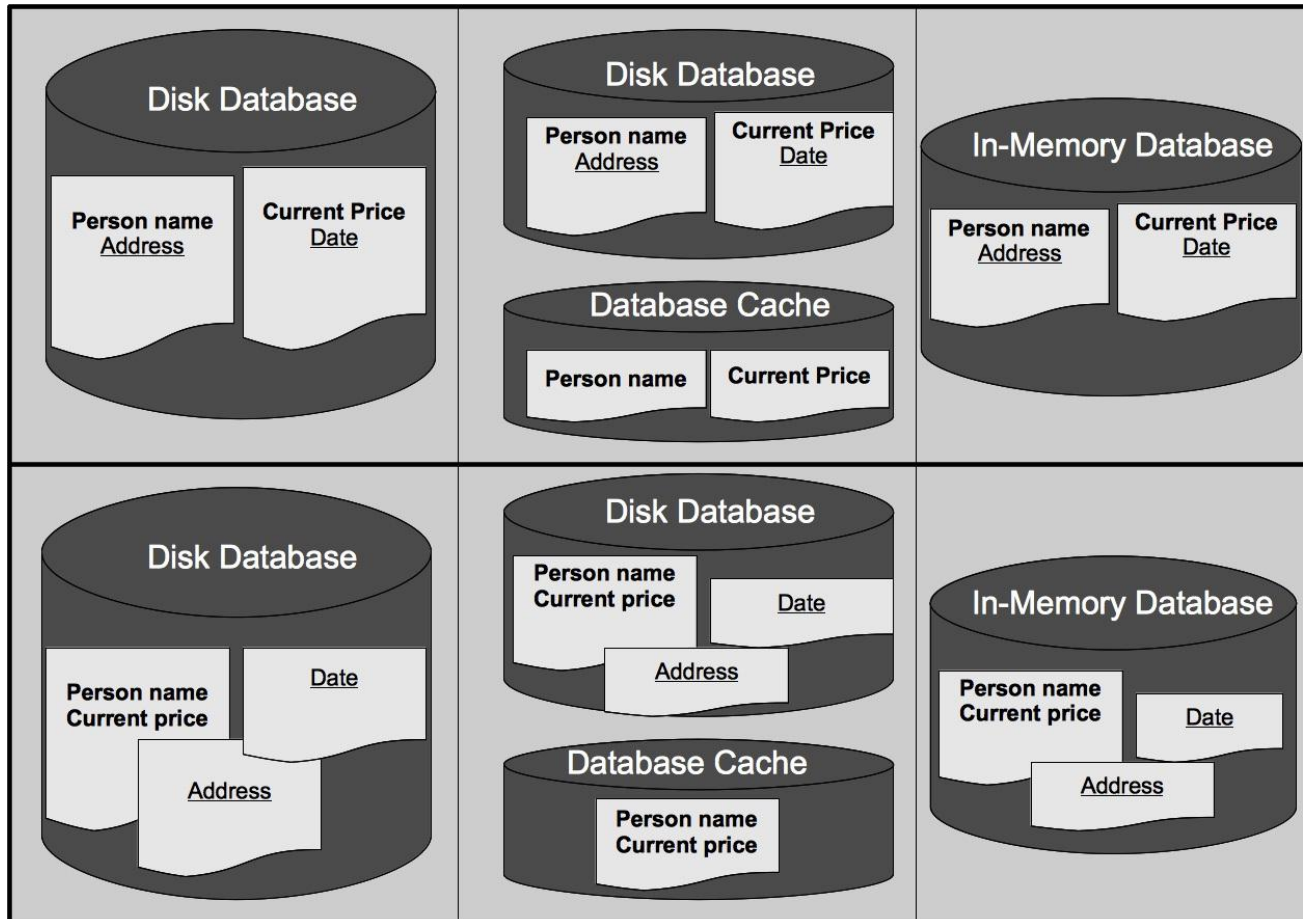 Disk Database
Person name
Address
Current Price
Date
Disk Database
Person name
Address
Current Price
Date
Database Cache
Person name
Current Price
In-Memory Database
Person name
Address
Current Price
Date
Disk Database
Person name
Current price
Date
Address
Disk Database
Person name
Current price
Date
Address
Database Cache
Person name
Current price
In-Memory Database
Person name
Current price
Date
Address